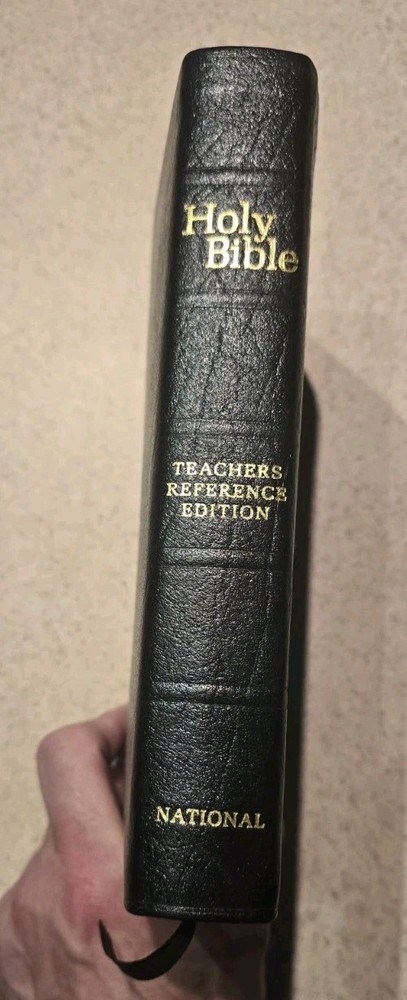 Holy
Bible
TEACHERS
REFERENCE
EDITION
NATIONAL